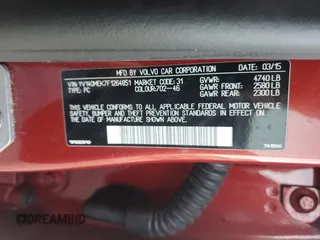 MFD. BY VOLVO CAR CORPORATION DATE: 03/15
VIN: YV1A0MEK7F1264851 MARKET CODE: 31 GVWR: 4740 LB
TYPE: PC COLOUR: 702-46 GAWR FRONT: 2580 LB
GAWR REAR: 2300 LB
THIS VEHICLE CONFORMS TO ALL APPLICABLE U.S. FEDERAL MOTOR VEHICLE
SAFETY, BUMPER AND THEFT PREVENTION STANDARDS IN EFFECT ON THE
DATE OF MANUFACTURE SHOWN ABOVE.
VOLVO
DREAMBID